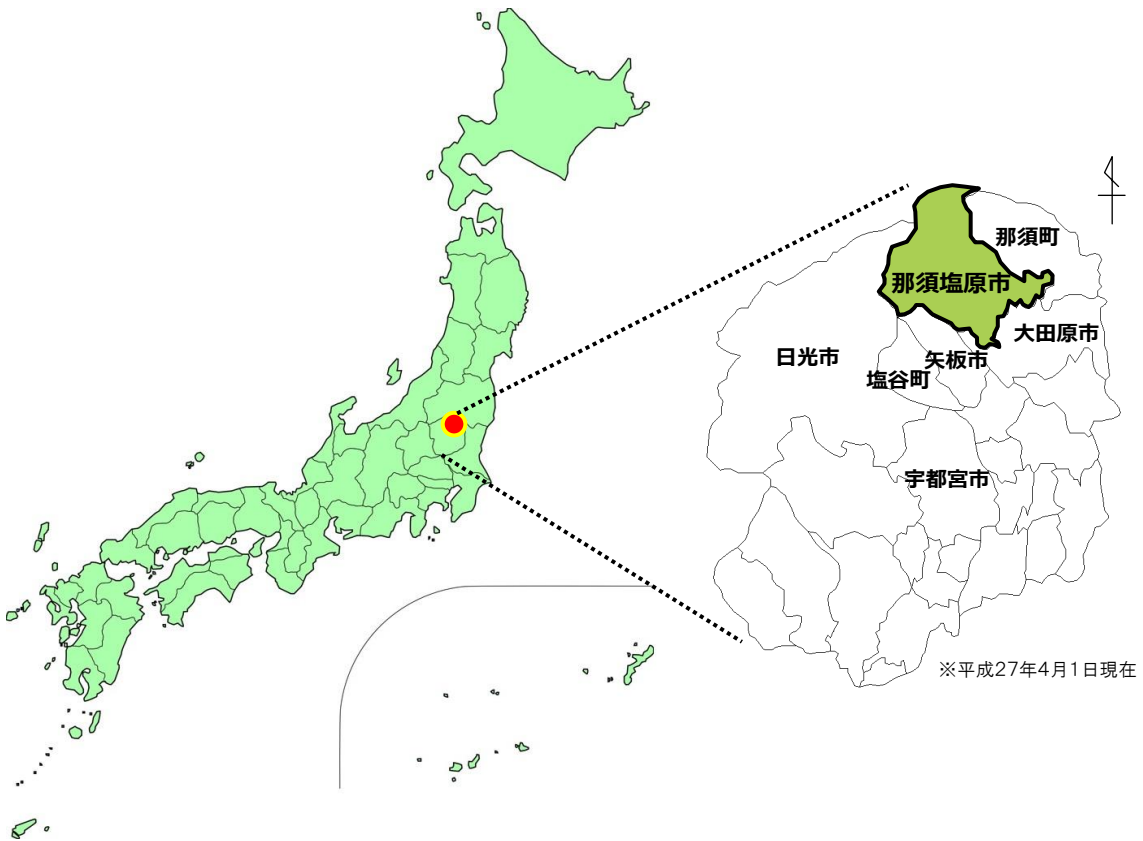 那須町
那須塩原市
大田原市
日光市
矢板市
塩谷町
宇都宮市
※平成27年4月1日現在